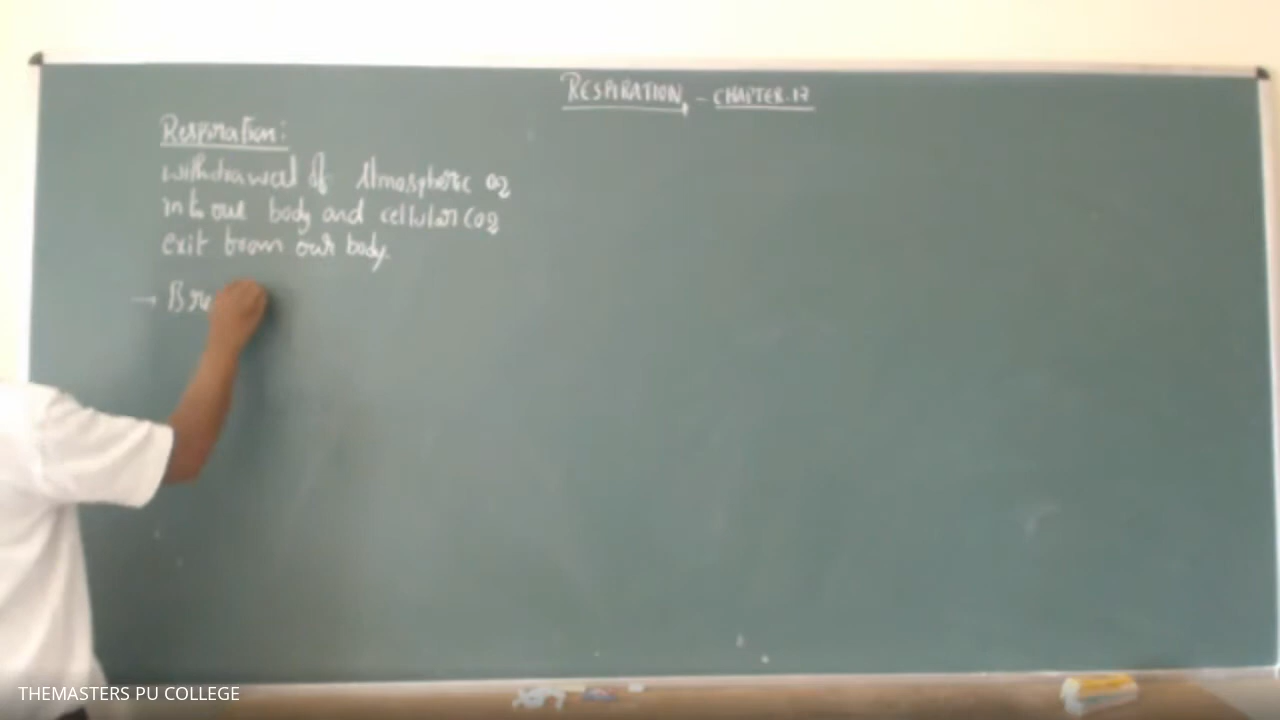 RESPIRATION, - CHAPTER.17
Respiration:
withdrawal of Atmospheric O2
into our body and cellular CO2
exit from our body.
→ Bre
THEMASTERS PU COLLEGE